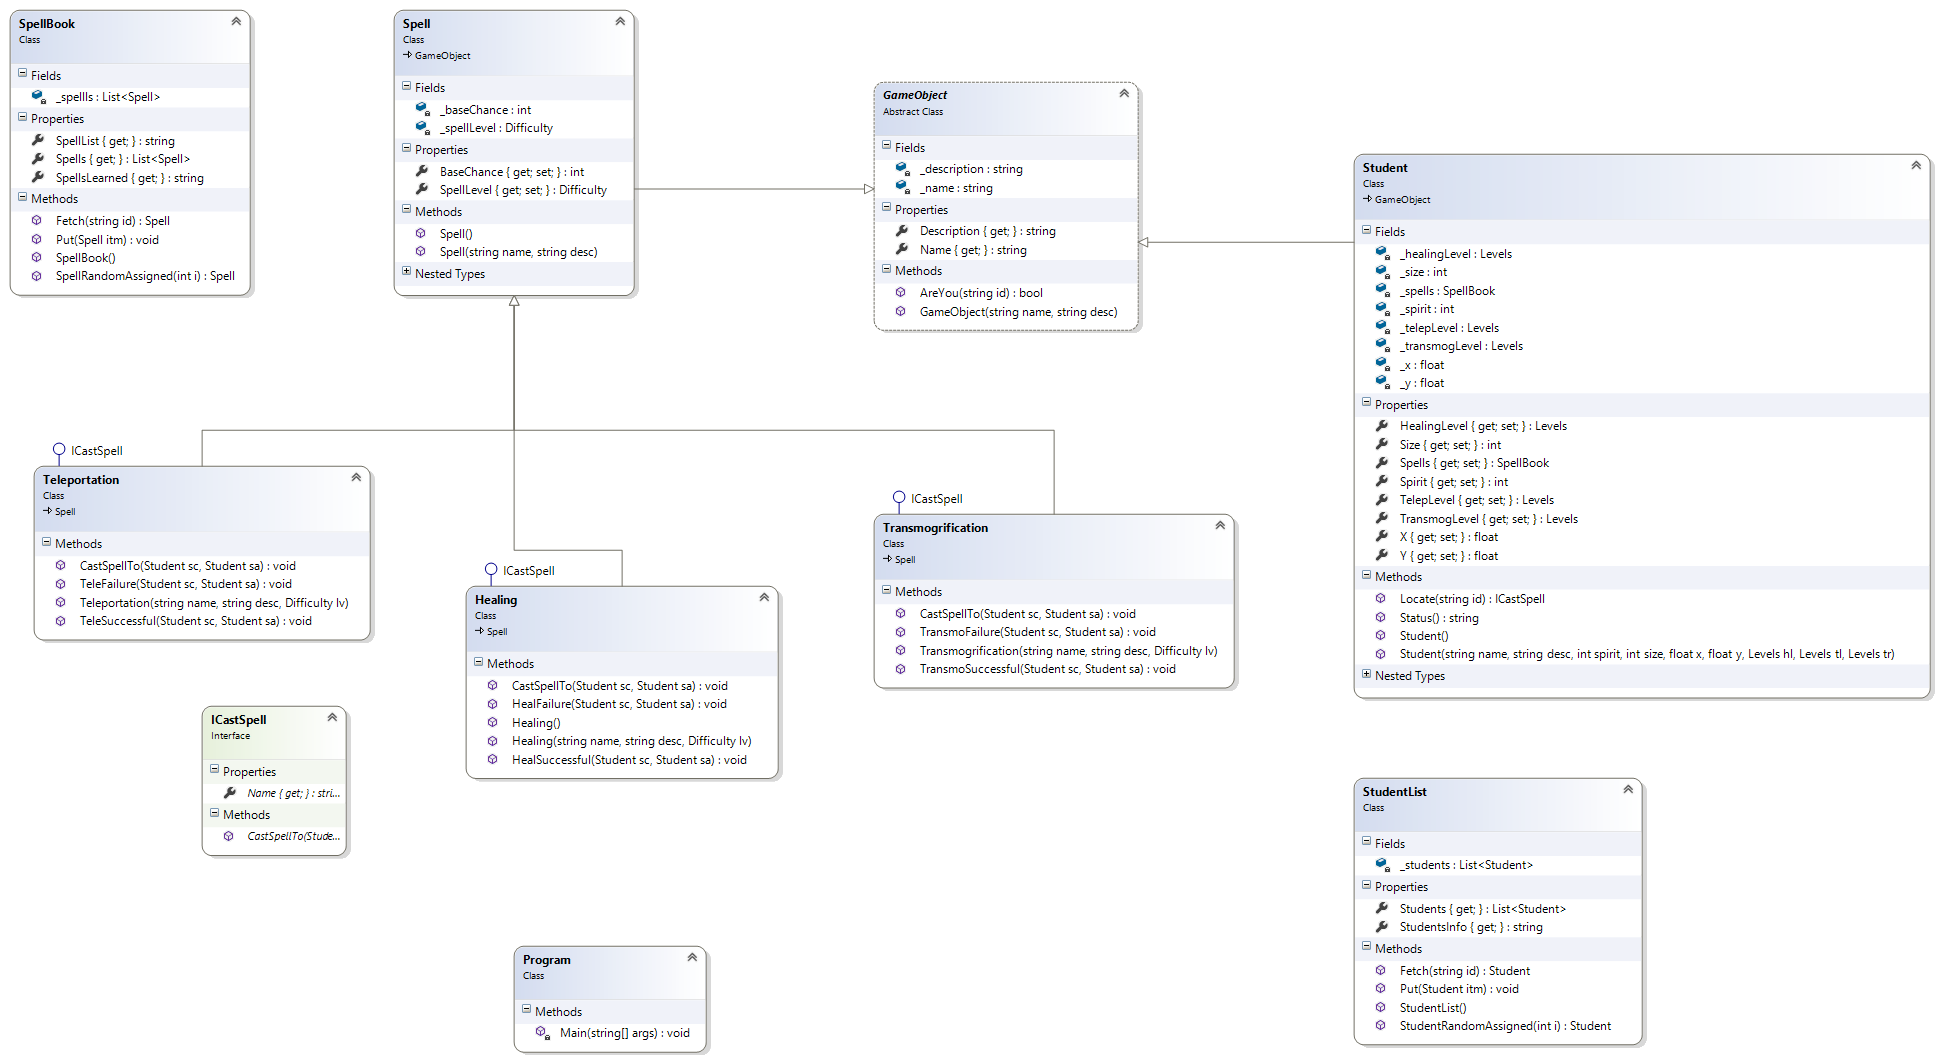 SpellBook
Class
Fields
_spellls : List<Spell>
Properties
SpellList { get; } : string
Spells { get; } : List<Spell>
SpellsLearned { get; } : string
Methods
Fetch(string id) : Spell
Put(Spell itm) : void
SpellBook()
SpellRandomAssigned(int i) : Spell
Spell
Class
GameObject
Fields
_baseChance : int
_spellLevel : Difficulty
Properties
BaseChance { get; set; } : int
SpellLevel { get; set; } : Difficulty
Methods
Spell()
Spell(string name, string desc)
Nested Types
GameObject
Abstract Class
Fields
_description : string
_name : string
Properties
Description { get; } : string
Name { get; } : string
Methods
AreYou(string id) : bool
GameObject(string name, string desc)
Student
Class
GameObject
Fields
_healingLevel : Levels
_size : int
_spells : SpellBook
_spirit : int
_telepLevel : Levels
_transmogLevel : Levels
_x : float
_y : float
Properties
HealingLevel { get; set; } : Levels
Size { get; set; } : int
Spells { get; set; } : SpellBook
Spirit { get; set; } : int
TelepLevel { get; set; } : Levels
TransmogLevel { get; set; } : Levels
X { get; set; } : float
Y { get; set; } : float
Methods
Locate(string id) : ICastSpell
Status() : string
Student()
Student(string name, string desc, int spirit, int size, float x, float y, Levels hl, Levels tl, Levels tr)
Nested Types
ICastSpell
Teleportation
Class
Spell
Methods
CastSpellTo(Student sc, Student sa) : void
TeleFailure(Student sc, Student sa) : void
Teleportation(string name, string desc, Difficulty lv)
TeleSuccessful(Student sc, Student sa) : void
ICastSpell
Healing
Class
Spell
Methods
CastSpellTo(Student sc, Student sa) : void
HealFailure(Student sc, Student sa) : void
Healing()
Healing(string name, string desc, Difficulty lv)
HealSuccessful(Student sc, Student sa) : void
ICastSpell
Transmogrification
Class
Spell
Methods
CastSpellTo(Student sc, Student sa) : void
TransmoFailure(Student sc, Student sa) : void
Transmogrification(string name, string desc, Difficulty lv)
TransmoSuccessful(Student sc, Student sa) : void
ICastSpell
Interface
Properties
Name { get; } : stri...
Methods
CastSpellTo(Stude...
Program
Class
Methods
Main(string[] args) : void
StudentList
Class
Fields
_students : List<Student>
Properties
Students { get; } : List<Student>
StudentsInfo { get; } : string
Methods
Fetch(string id) : Student
Put(Student itm) : void
StudentList()
StudentRandomAssigned(int i) : Student